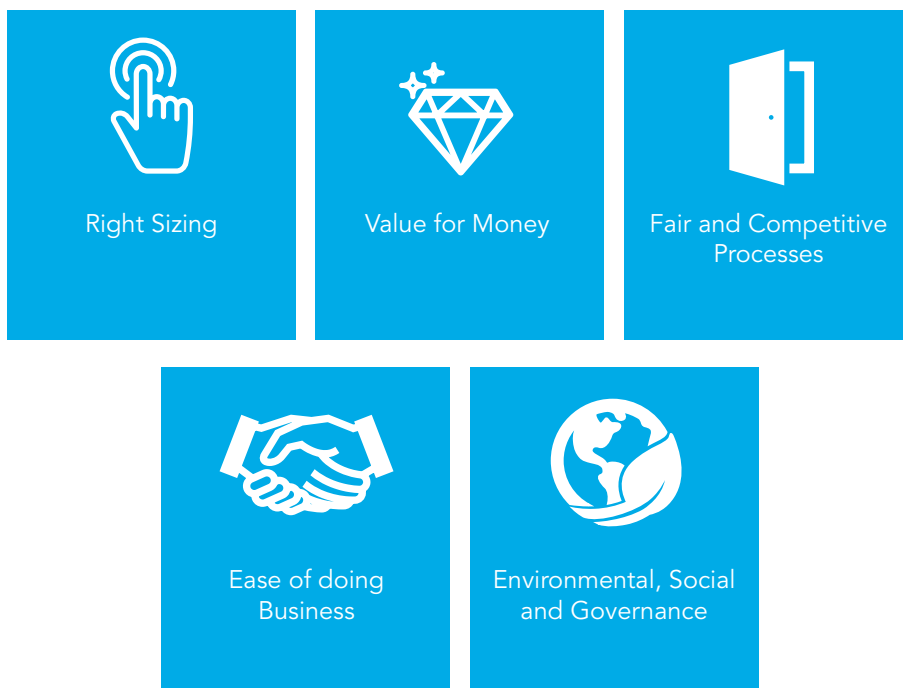 Right Sizing
Value for Money
Fair and Competitive
Processes
Ease of doing
Business
Environmental, Social
and Governance